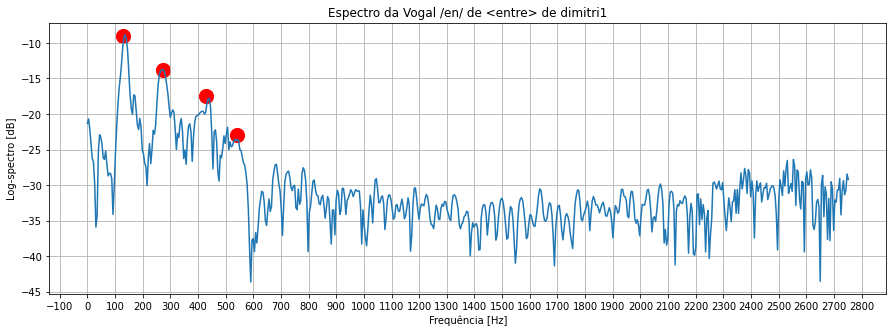 Espectro da Vogal /en/ de <entre> de dimitri1
Log-spectro [dB]
−10
−15
−20
−25
−30
−35
−40
−45
−100 0 100 200 300 400 500 600 700 800 900 1000 1100 1200 1300 1400 1500 1600 1700 1800 1900 2000 2100 2200 2300 2400 2500 2600 2700 2800
Frequência [Hz]